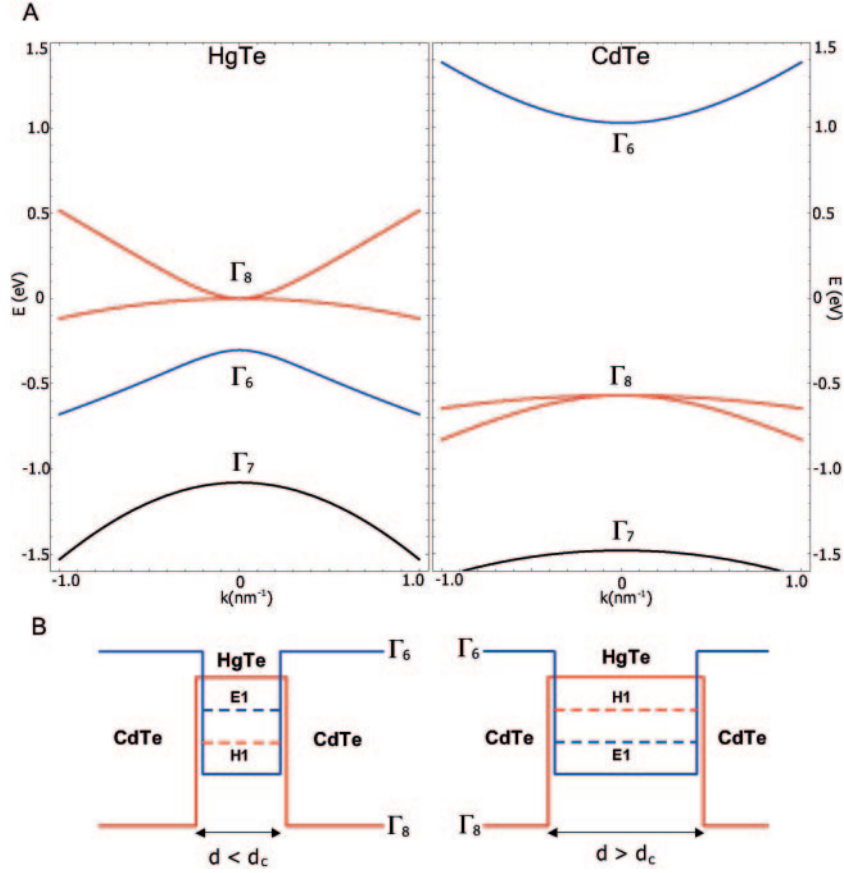 A
HgTe
CdTe
1.5
1.0
0.5
0
-0.5
-1.0
-1.5
E (eV)
Γ8
Γ6
Γ7
-1.0
0
1.0
k(nm-1)
Γ6
Γ8
Γ7
1.5
1.0
0.5
0
-0.5
-1.0
-1.5
E (eV)
-1.0
0
1.0
k(nm-1)
B
HgTe
Γ6
E1
CdTe
CdTe
H1
Γ8
d < dc
Γ6
HgTe
H1
CdTe
CdTe
E1
Γ8
d > dc